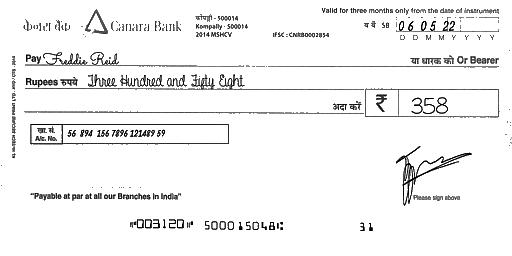 Valid for three months only from the date of instrument
केनरा बैंक Canara Bank
कोंपल्ली - 500014
Kompally - 500014
2014 MSHCV
IFSC : CNRB0002854
SB 06 05 22
D D M M Y Y Y Y
Pay Freddie Reid या धारक को Or Bearer
Rupees रुपये Three Hundred and Fifty Eight
अदा करें ₹ 358
खा. सं.
A/c. No. 56 894 156 7896 121489 59
Please sign above
"Payable at par at all our Branches in India"
⑈003120⑈ 500015048⑆ 31